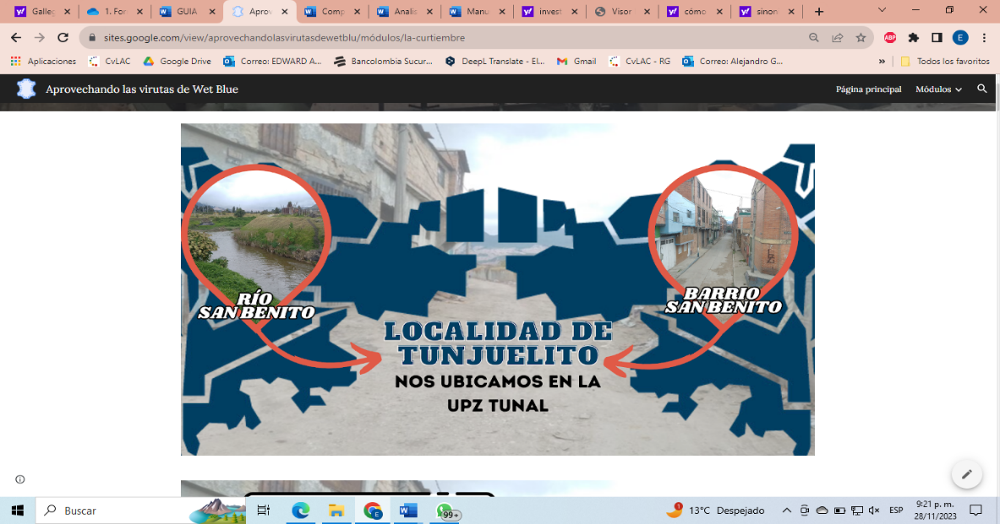 Galleg
1. For
GUIA
Aprov
Comp
Analis
Manu
invest
Visor
cómo
sinon
sites.google.com/view/aprovechandolasvirutasdewetblu/módulos/la-curtiembre
ABP
E
Aplicaciones
CvLAC
Google Drive
Correo: EDWARD A...
Bancolombia Sucur...
DeepL Translate - El...
Gmail
CvLAC - RG
Correo: Alejandro G...
»
Todos los favoritos
Aprovechando las virutas de Wet Blue
Página principal
Módulos
RÍO
SAN BENITO
BARRIO
SAN BENITO
LOCALIDAD DE
TUNJUELITO
NOS UBICAMOS EN LA
UPZ TUNAL
Buscar
99+
1
13°C Despejado
ESP
9:21 p. m.
28/11/2023